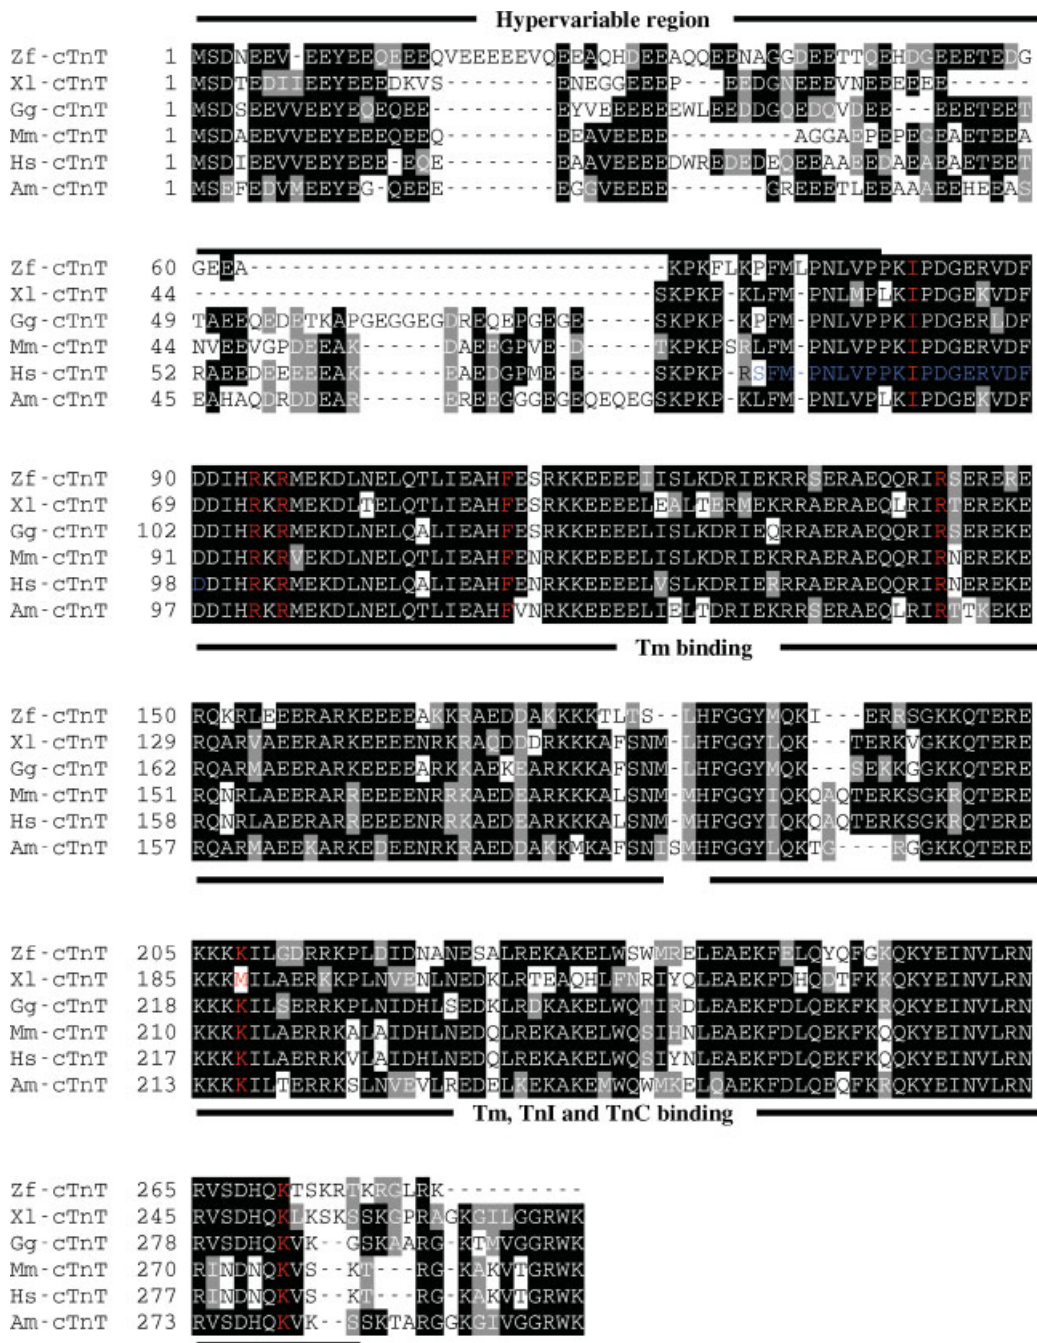 Hypervariable region
Zf-cTnT 1 MSDNEEV-EEYEEQEEEQVEEEEEVQEEAQHDEEAQQEENAGGDEETTQEHDGEEETEDG
Xl-cTnT 1 MSDTEDIIEEYEEEDKVS--------ENEGGEEEP---EEDGNEEEVNEEEEEE------
Gg-cTnT 1 MSDSEEVVEEYEQEQEE---------EYVEEEEEEWLEEDDGQEDQVDEE---EEETEET
Mm-cTnT 1 MSDAEEVVEEYEEEQEEQ--------EEAVEEEE---------AGGAEPEPEGEAETEEA
Hs-cTnT 1 MSDIEEVVEEYEEE-EQE--------EAAVEEEEDWREDEDEQEEAAEEDAEAEAETEET
Am-cTnT 1 MSEFEDVMEEYEG-QEEE--------EGGVEEEE-------GREEETLEEAAAEEHEEAS
Zf-cTnT 60 GEEA------------------------------KPKFLKPFMLPNLVPPKIPDGERVDF
Xl-cTnT 44 ---------------------------------SKPKP-KLFM-PNLMPLKIPDGEKVDF
Gg-cTnT 49 TAEEQEDETKAPGEGGEGDREQEPGEGE-----SKPKP-KPFM-PNLVPPKIPDGERLDF
Mm-cTnT 44 NVEEVGPDEEAK------DAEEGPVE-D-----TKPKPSRLFM-PNLVPPKIPDGERVDF
Hs-cTnT 52 RAEEDEEEEEAK------EAEDGPME-E-----SKPKP-RSFM-PNLVPPKIPDGERVDF
Am-cTnT 45 EAHAQDRDDEAR------EREEGGGEGEQEQEGSKPKP-KLFM-PNLVPLKIPDGEKVDF
Zf-cTnT 90 DDIHRKRMEKDLNELQTLIEAHFESRKKEEEELISLKDRIEKRRSERAEQQRIRSERERE
Xl-cTnT 69 DDIHRKRMEKDLTELQTLIEAHFESRKKEEEELEALTERMEKRRAERAEQLRIRTEREKE
Gg-cTnT 102 DDIHRKRMEKDLNELQALIEAHFESRKKEEEELISLKDRIEQRRAERAEQQRIRSEREKE
Mm-cTnT 91 DDIHRKRVEKDLNELQTLIEAHFENRKKEEEELISLKDRIEKRRAERAEQQRIRNEREKE
Hs-cTnT 98 DDIHRKRMEKDLNELQALIEAHFENRKKEEEELVSLKDRIERRRAERAEQQRIRNEREKE
Am-cTnT 97 DDIHRKRMEKDLNELQTLIEAHFVNRKKEEEELIELTDRIEKRRSERAEQLRIRTTKEKE
Tm binding
Zf-cTnT 150 RQKRLEEERARKEEEEAKKRAEDDAKKKKTLTS--LHFGGYMQKI---ERRSGKKQTERE
Xl-cTnT 129 RQARVAEERARKEEEENRKRAQDDDRKKKAFSNM-LHFGGYLQK---TERKVGKKQTERE
Gg-cTnT 162 RQARMAEERARKEEEEARKKAEKEARKKKAFSNM-LHFGGYMQK---SEKKGGKKQTERE
Mm-cTnT 151 RQNRLAEERARREEEENRRKAEDEARKKKALSNM-MHFGGYIQKQAQTERKSGKRQTERE
Hs-cTnT 158 RQNRLAEERARREEEENRRKAEDEARKKKALSNM-MHFGGYIQKQAQTERKSGKRQTERE
Am-cTnT 157 RQARMAEEKARKEDEENRKRAEDDAKKMKAFSNISMHFGGYLQKTG----RGGKKQTERE
Zf-cTnT 205 KKKKILGDRRKPLDIDNANESALREKAKELWSWMRELEAEKFELQYQFGKQKYEINVLRN
Xl-cTnT 185 KKKMILAERKKPLNVENLNEDKLRTEAQHLFNRIYQLEAEKFDHQDTFKKQKYEINVLRN
Gg-cTnT 218 KKKKILSERRKPLNIDHLSEDKLRDKAKELWQTIRDLEAEKFDLQEKFKRQKYEINVLRN
Mm-cTnT 210 KKKKILAERRKALAIDHLNEDQLREKAKELWQSIHNLEAEKFDLQEKFKQQKYEINVLRN
Hs-cTnT 217 KKKKILAERRKVLAIDHLNEDQLREKAKELWQSIYNLEAEKFDLQEKFKQQKYEINVLRN
Am-cTnT 213 KKKKILTERRKSLNVEVLREDELKEKAKEMWQWMKELQAEKFDLQEQFKRQKYEINVLRN
Tm, TnI and TnC binding
Zf-cTnT 265 RVSDHQKTSKRTKRGLRK----------
Xl-cTnT 245 RVSDHQKLKSKSSKGPRAGKGILGGRWK
Gg-cTnT 278 RVSDHQKVK--GSKAARG-KTMVGGRWK
Mm-cTnT 270 RINDNQKVS--KT---RG-KAKVTGRWK
Hs-cTnT 277 RINDNQKVS--KT---RG-KAKVTGRWK
Am-cTnT 273 RVSDHQKVK--SSKTARGGKGIVGGRWK